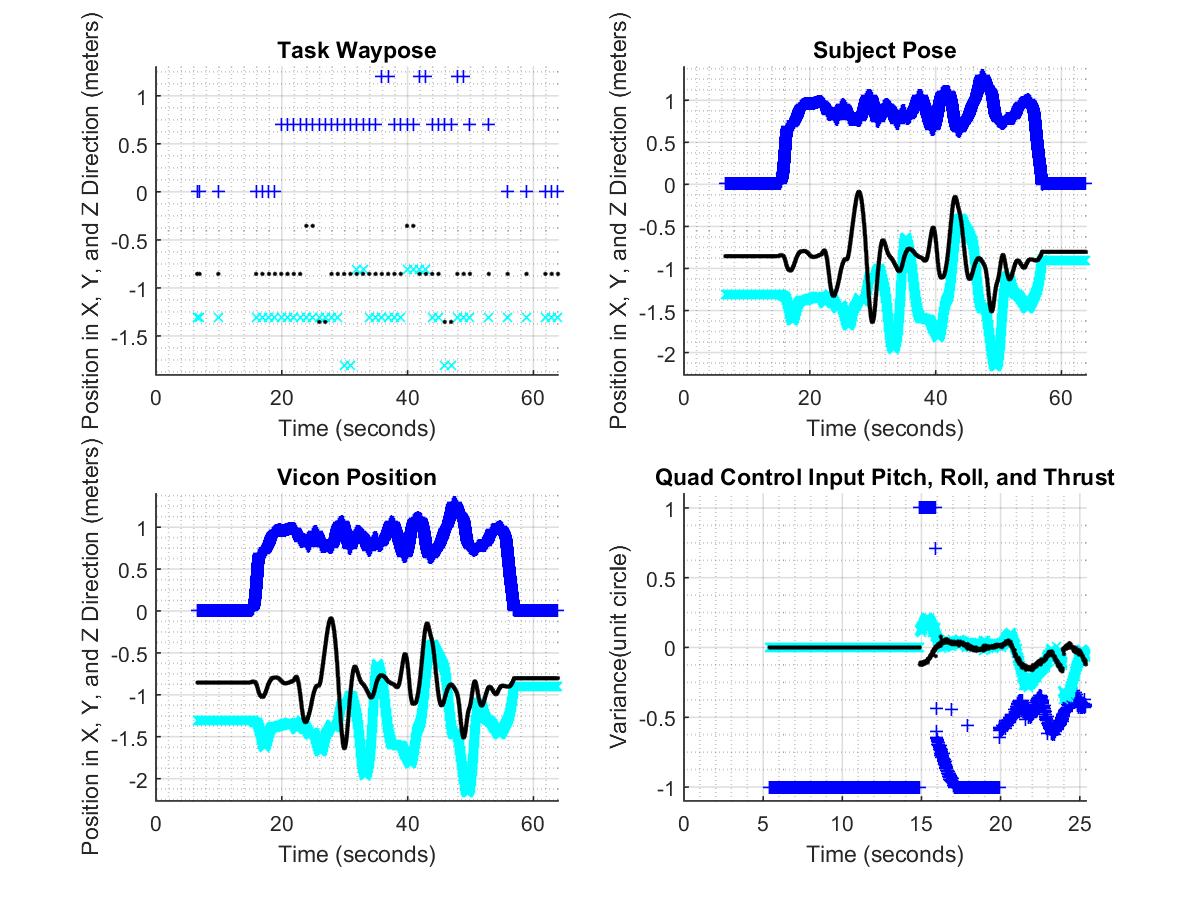 Task Waypose
Position in X, Y, and Z Direction (meters)
1
0.5
0
-0.5
-1
-1.5
0 20 40 60
Time (seconds)
Subject Pose
Position in X, Y, and Z Direction (meters)
1
0.5
0
-0.5
-1
-1.5
-2
0 20 40 60
Time (seconds)
Vicon Position
Position in X, Y, and Z Direction (meters)
1
0.5
0
-0.5
-1
-1.5
-2
0 20 40 60
Time (seconds)
Quad Control Input Pitch, Roll, and Thrust
Variance(unit circle)
1
0.5
0
-0.5
-1
0 5 10 15 20 25
Time (seconds)